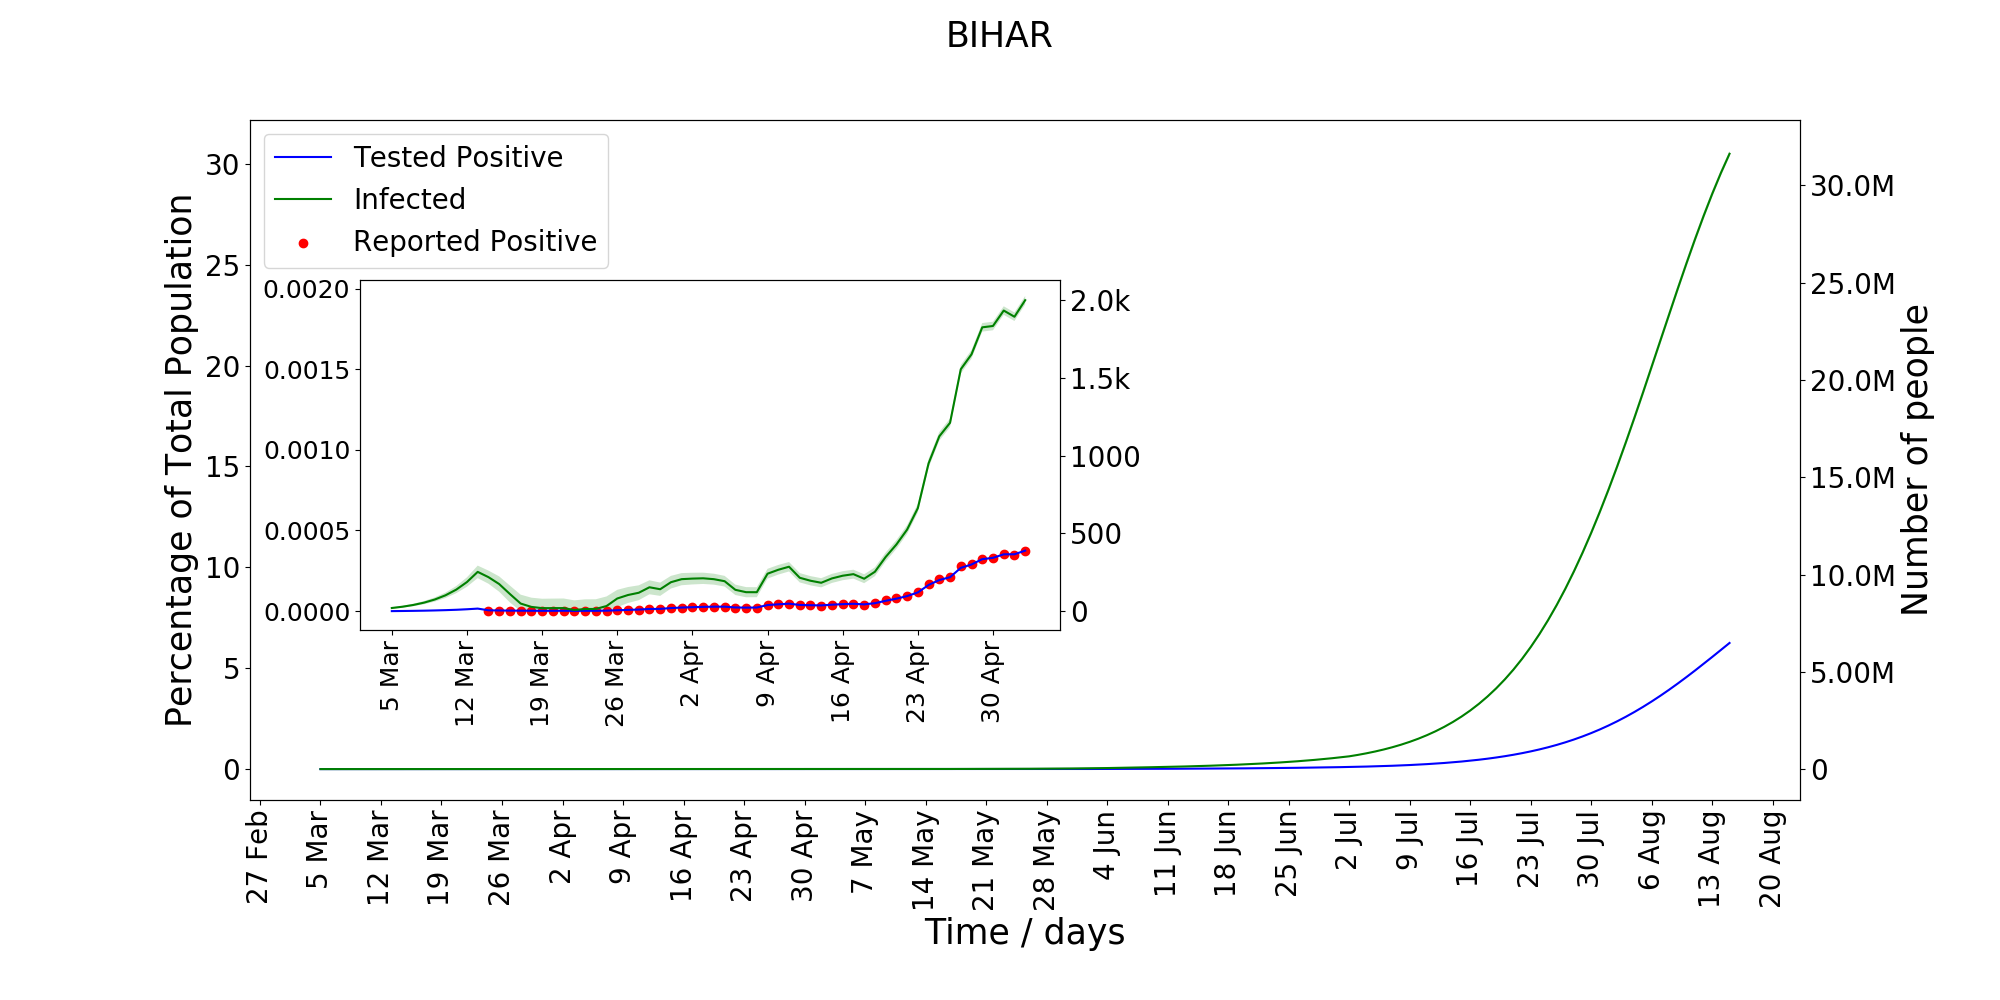 BIHAR
Tested Positive
Infected
Reported Positive
Percentage of Total Population
30
25
20
15
10
5
0
30.0M
25.0M
20.0M
15.0M
10.0M
5.00M
0
Number of people
0.0020
0.0015
0.0010
0.0005
0.0000
2.0k
1.5k
1000
500
0
5 Mar
12 Mar
19 Mar
26 Mar
2 Apr
9 Apr
16 Apr
23 Apr
30 Apr
27 Feb
5 Mar
12 Mar
19 Mar
26 Mar
2 Apr
9 Apr
16 Apr
23 Apr
30 Apr
7 May
14 May
21 May
28 May
4 Jun
11 Jun
18 Jun
25 Jun
2 Jul
9 Jul
16 Jul
23 Jul
30 Jul
6 Aug
13 Aug
20 Aug
Time / days